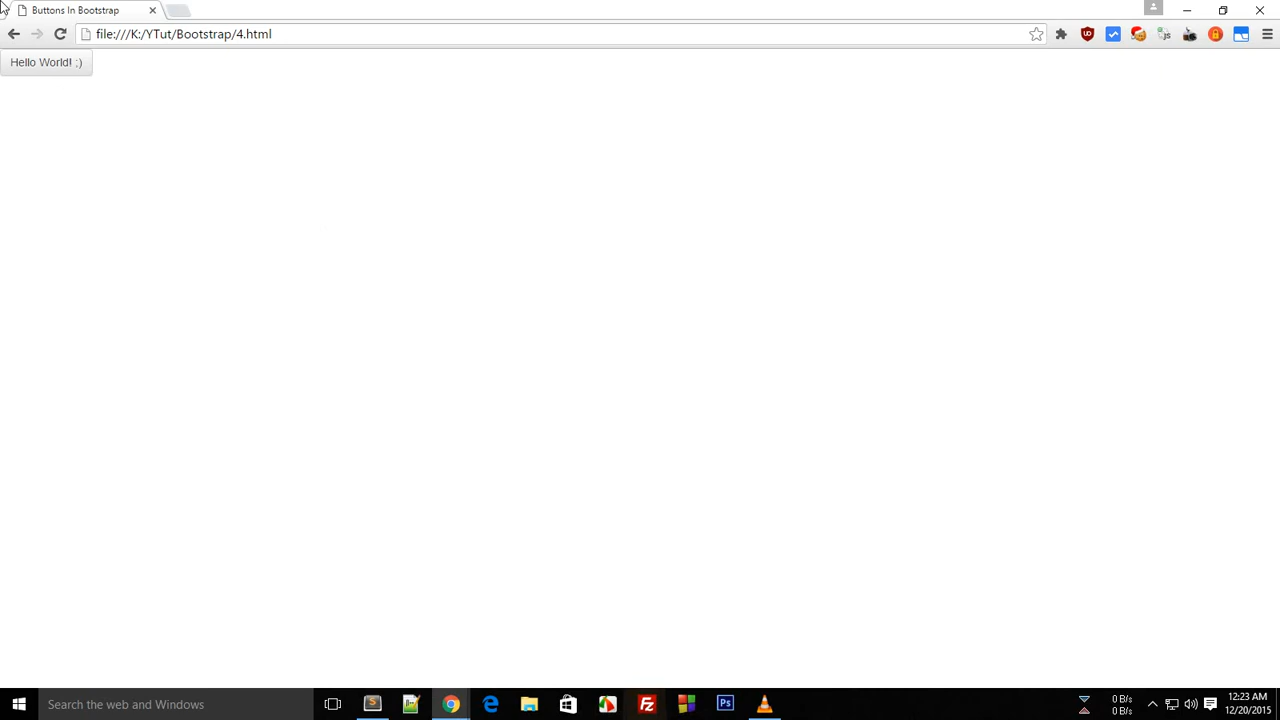 Buttons In Bootstrap
file:///K:/YTut/Bootstrap/4.html
Hello World! ;)
Search the web and Windows
0 B/s
0 B/s
12:23 AM
12/20/2015